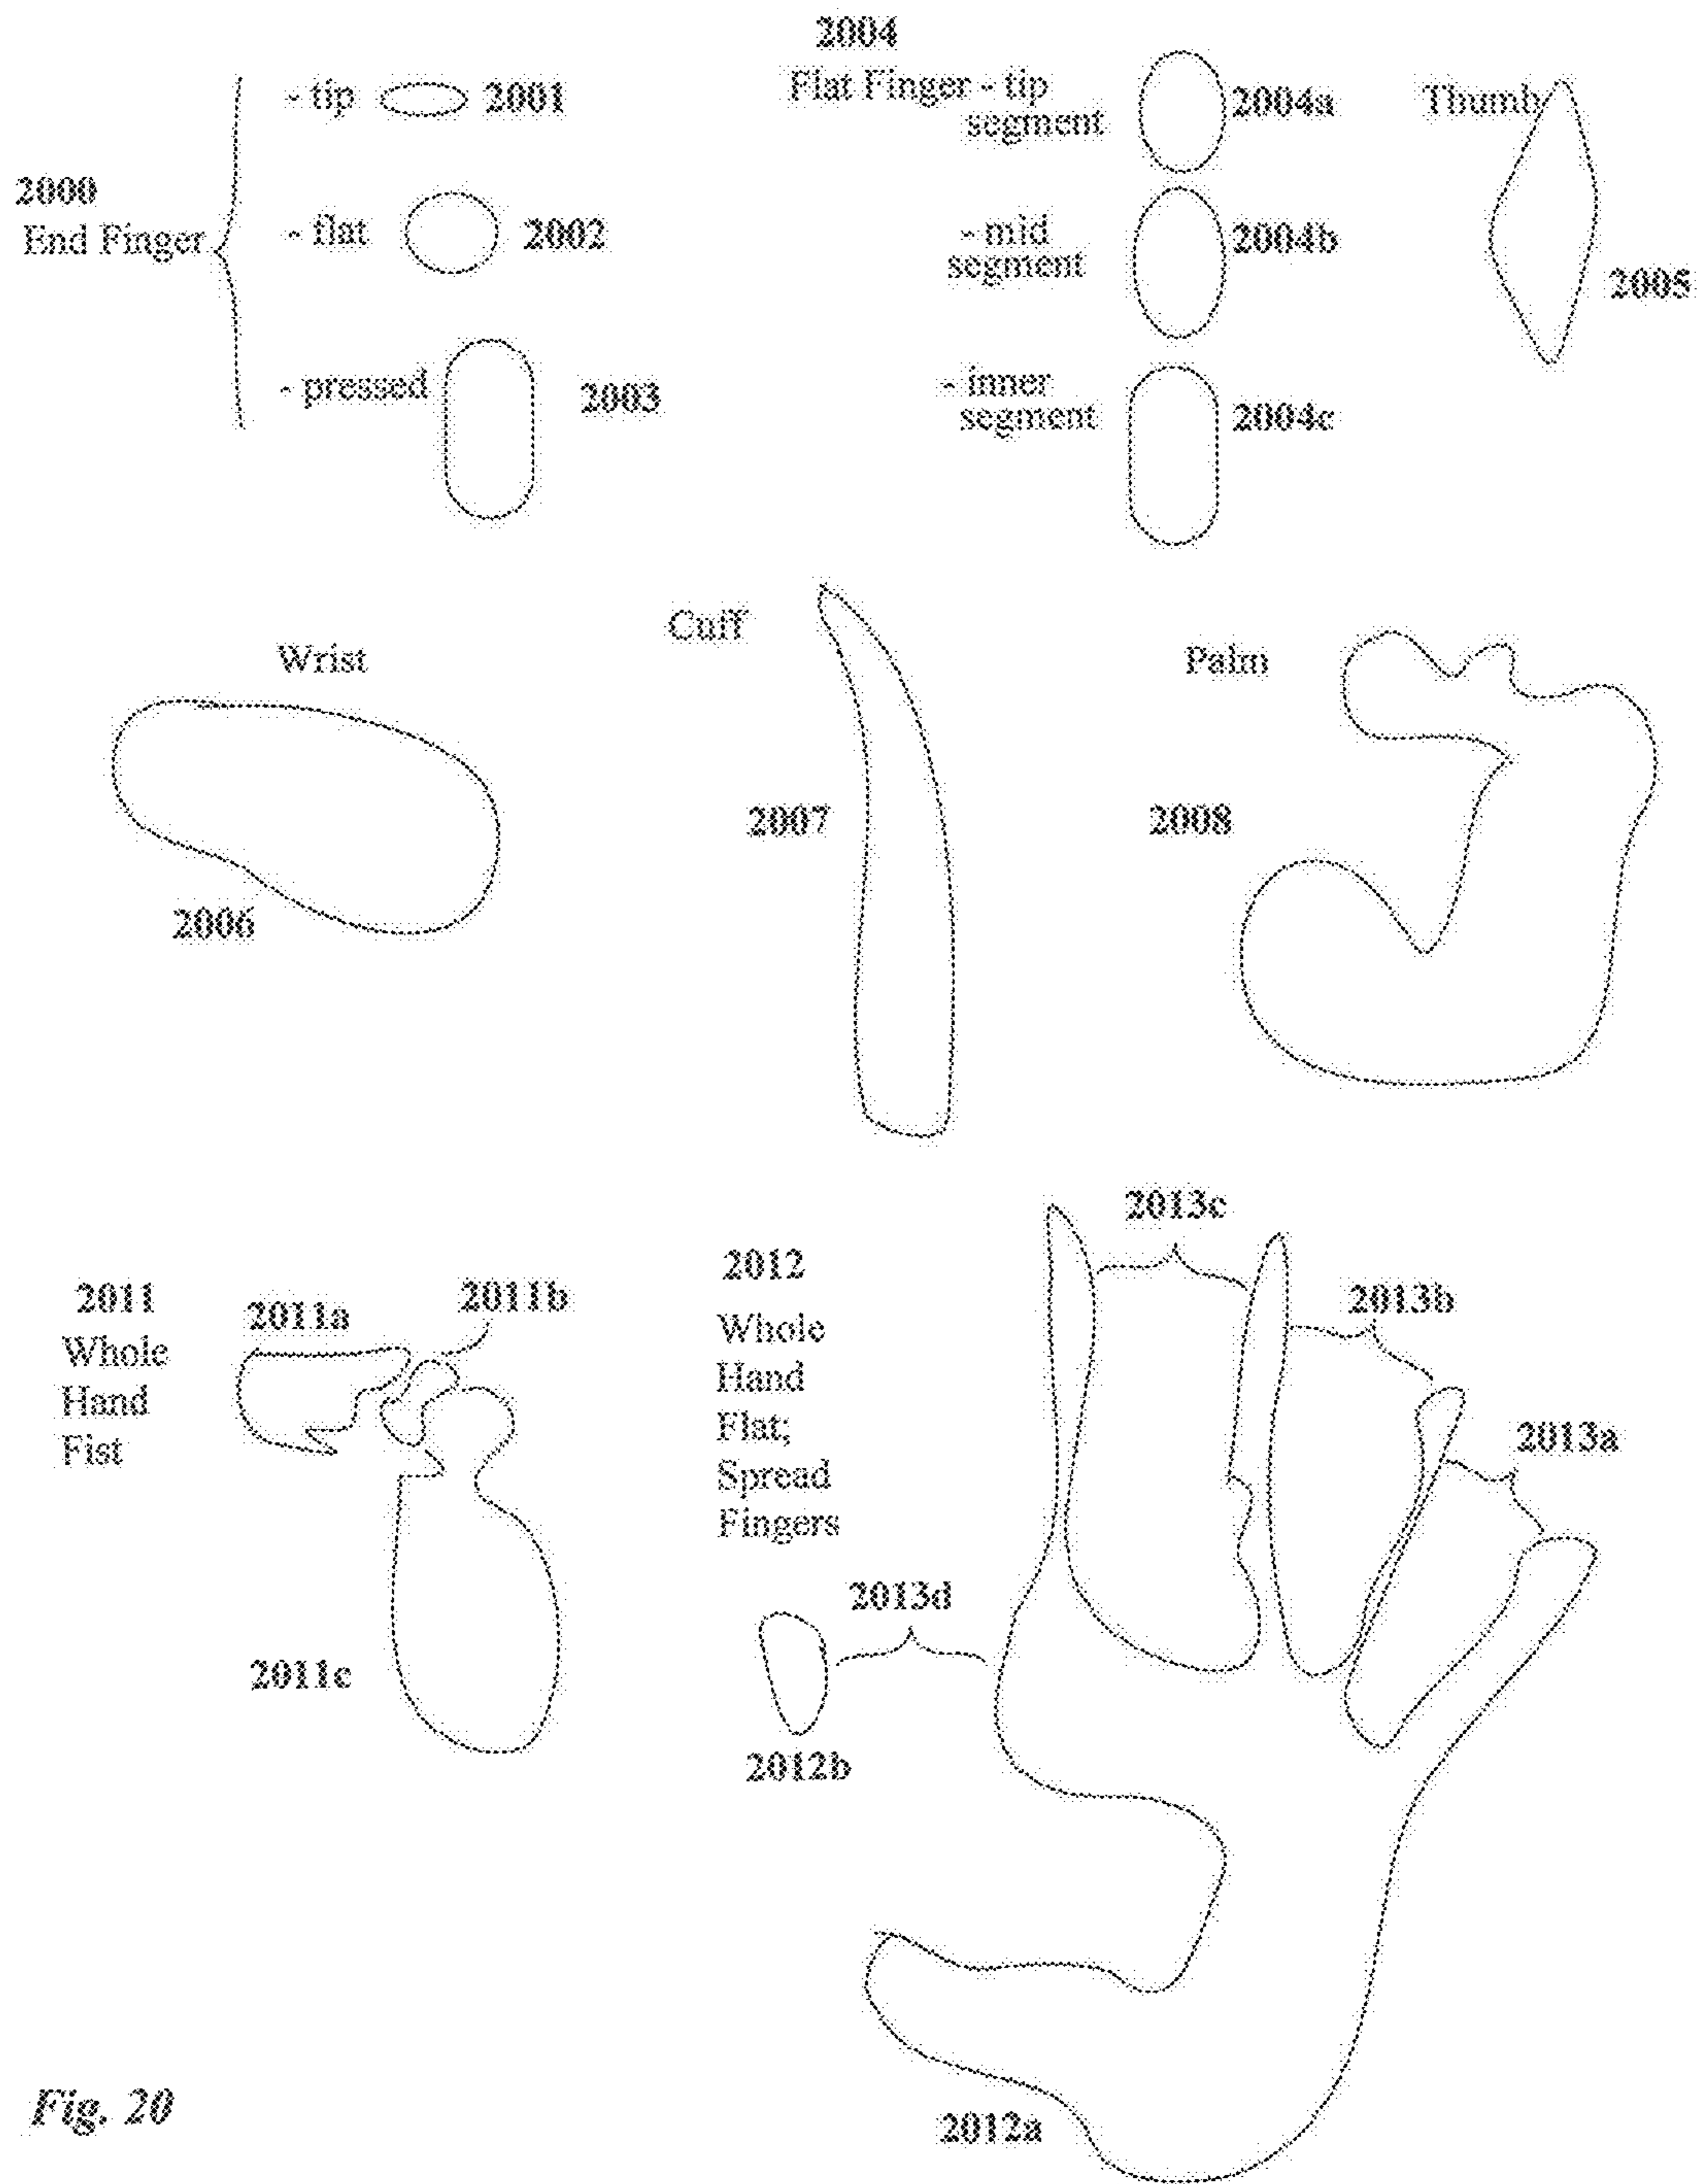 2000
End Finger
- tip 2001
- flat 2002
- pressed 2003
2004
Flat Finger - tip
segment
2004a
- mid
segment
2004b
- inner
segment
2004c
Thumb
2005
Wrist
2006
Cuff
2007
Palm
2008
2011
Whole
Hand
Fist
2011a
2011b
2011c
2012
Whole
Hand
Flat;
Spread
Fingers
2013c
2013b
2013a
2013d
2012b
2012a
Fig. 20